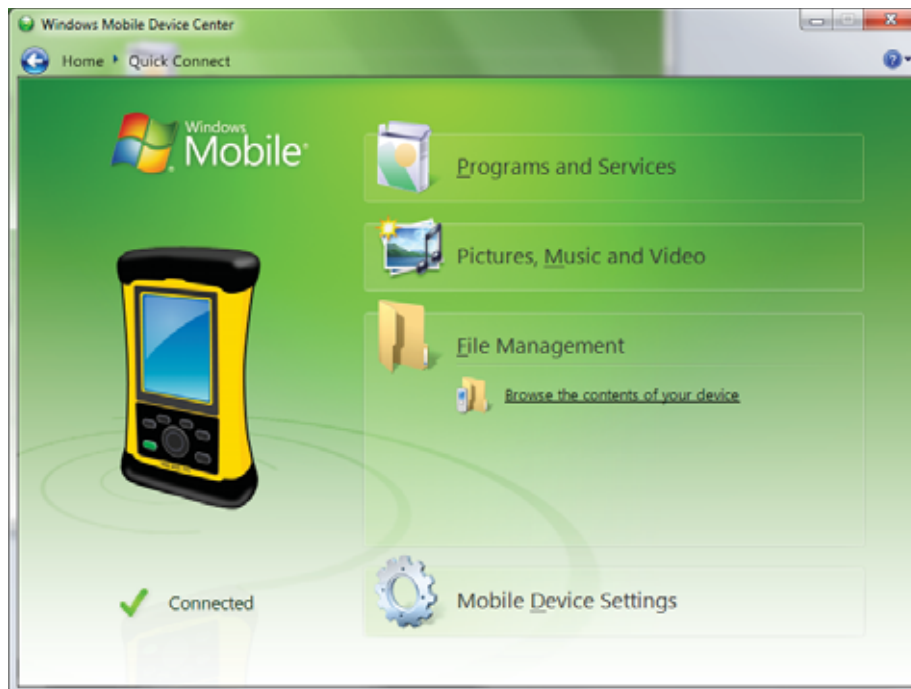 Windows Mobile Device Center
Home ‣ Quick Connect
Windows
Mobile
Programs and Services
Pictures, Music and Video
File Management
Browse the contents of your device
Connected
Mobile Device Settings